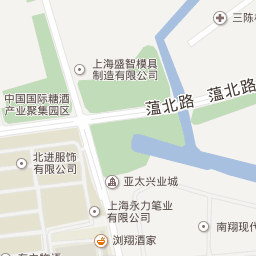 三陈
上海盛智模具
制造有限公司
蕰北路
蕰北路
中国国际糖酒
产业聚集园区
北进服饰
有限公司
亚太兴业城
上海永力笔业
有限公司
南翔现代
浏翔酒家